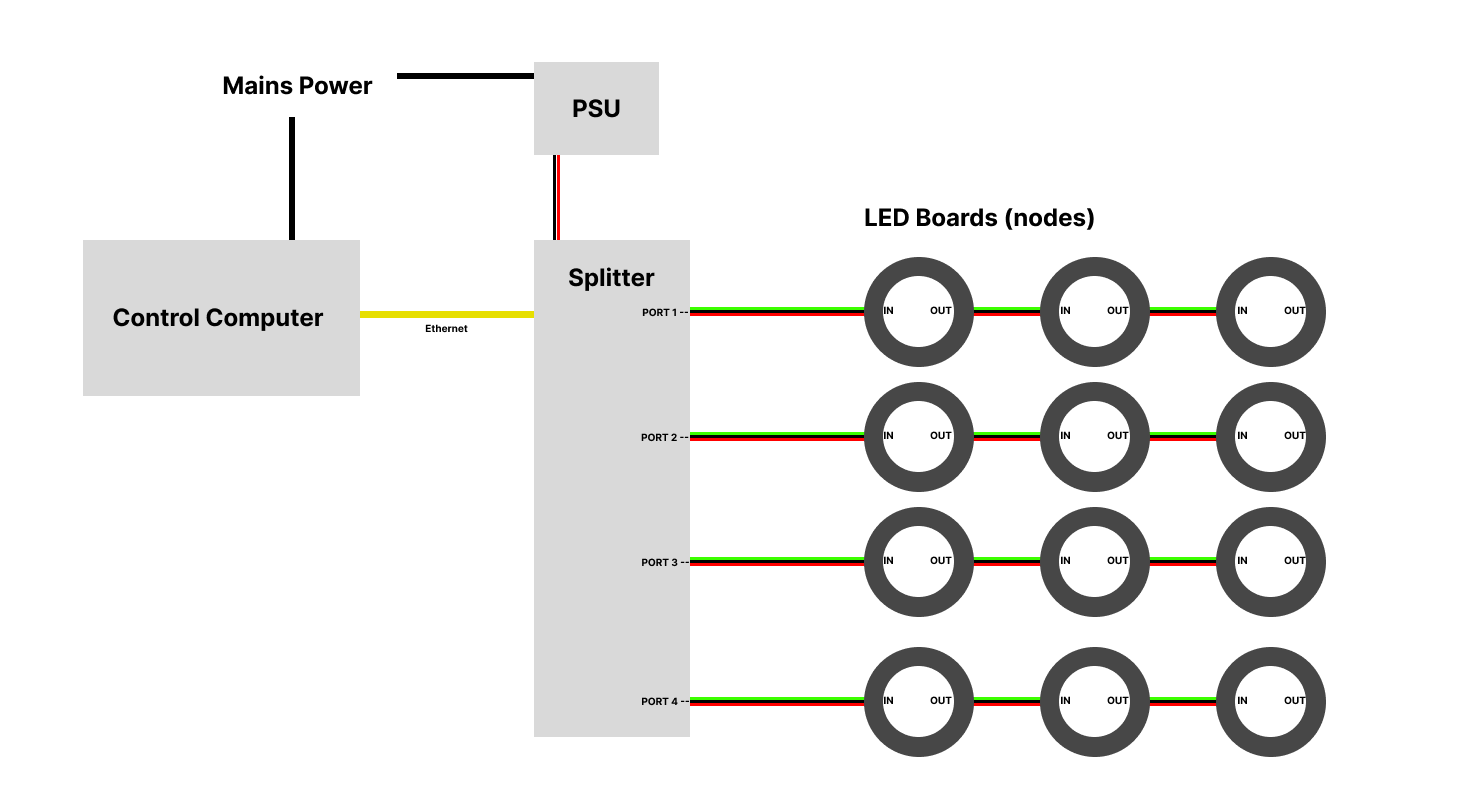 Mains Power
PSU
LED Boards (nodes)
Control Computer
Ethernet
Splitter
PORT 1 --
IN OUT IN OUT IN OUT
PORT 2 --
IN OUT IN OUT IN OUT
PORT 3 --
IN OUT IN OUT IN OUT
PORT 4 --
IN OUT IN OUT IN OUT